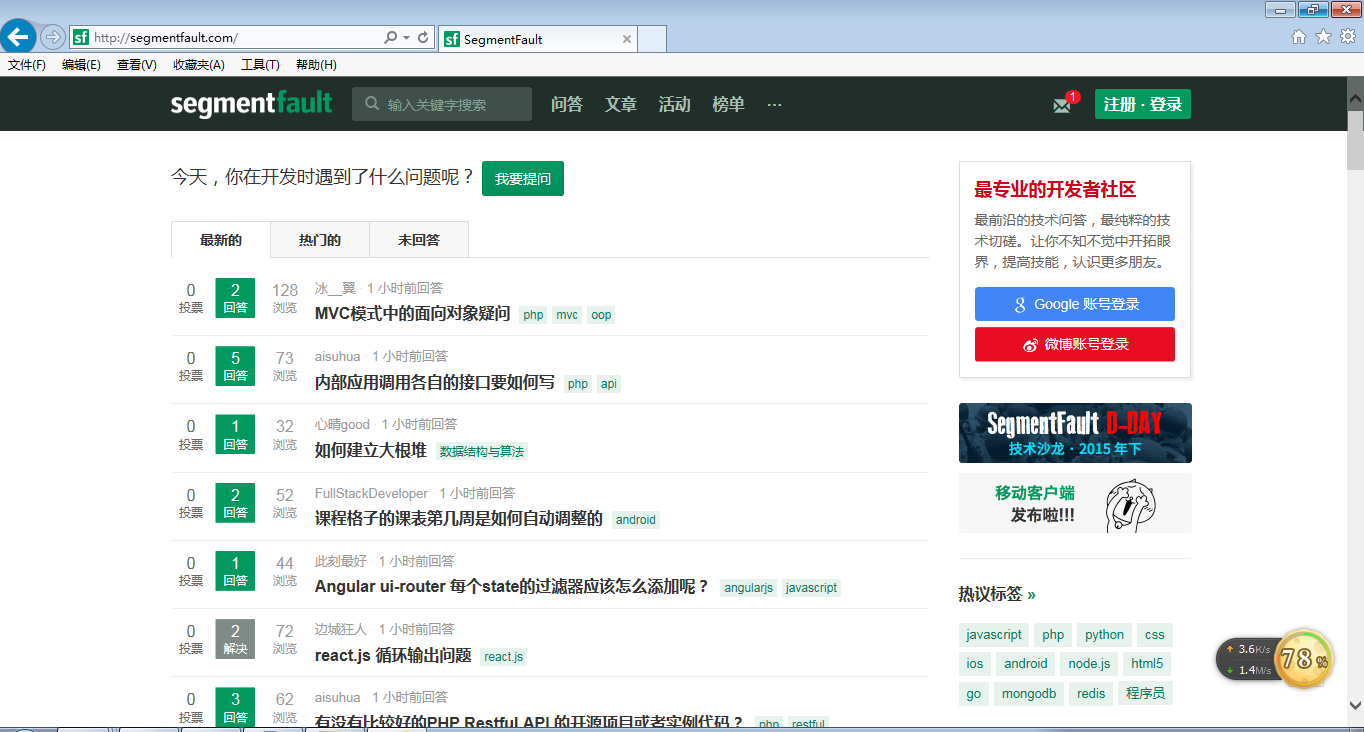 http://segmentfault.com/
SegmentFault
文件(F) 编辑(E) 查看(V) 收藏夹(A) 工具(T) 帮助(H)
segmentfault 输入关键字搜索 问答 文章 活动 榜单 ··· 1 注册 · 登录
今天，你在开发时遇到了什么问题呢？ 我要提问
最新的 热门的 未回答
0 投票 2 回答 128 浏览
冰__翼 · 1 小时前回答
MVC模式中的面向对象疑问 php mvc oop
0 投票 5 回答 73 浏览
aisuhua · 1 小时前回答
内部应用调用各自的接口要如何写 php api
0 投票 1 回答 32 浏览
心晴good · 1 小时前回答
如何建立大根堆 数据结构与算法
0 投票 2 回答 52 浏览
FullStackDeveloper · 1 小时前回答
课程格子的课表第几周是如何自动调整的 android
0 投票 1 回答 44 浏览
此刻最好 · 1 小时前回答
Angular ui-router 每个state的过滤器应该怎么添加呢？ angularjs javascript
0 投票 2 解决 72 浏览
边城狂人 · 1 小时前回答
react.js 循环输出问题 react.js
0 投票 3 回答 62 浏览
aisuhua · 1 小时前回答
有没有比较好的PHP Restful API 的开源项目或者实例代码？ php restful
最专业的开发者社区
最前沿的技术问答，最纯粹的技
术切磋。让你不知不觉中开拓眼
界，提高技能，认识更多朋友。
Google 账号登录
微博账号登录
SegmentFault D-DAY
技术沙龙 · 2015 年下
移动客户端
发布啦!!!
热议标签 »
javascript php python css
ios android node.js html5
go mongodb redis 程序员
3.6K/s
1.4M/s
78%